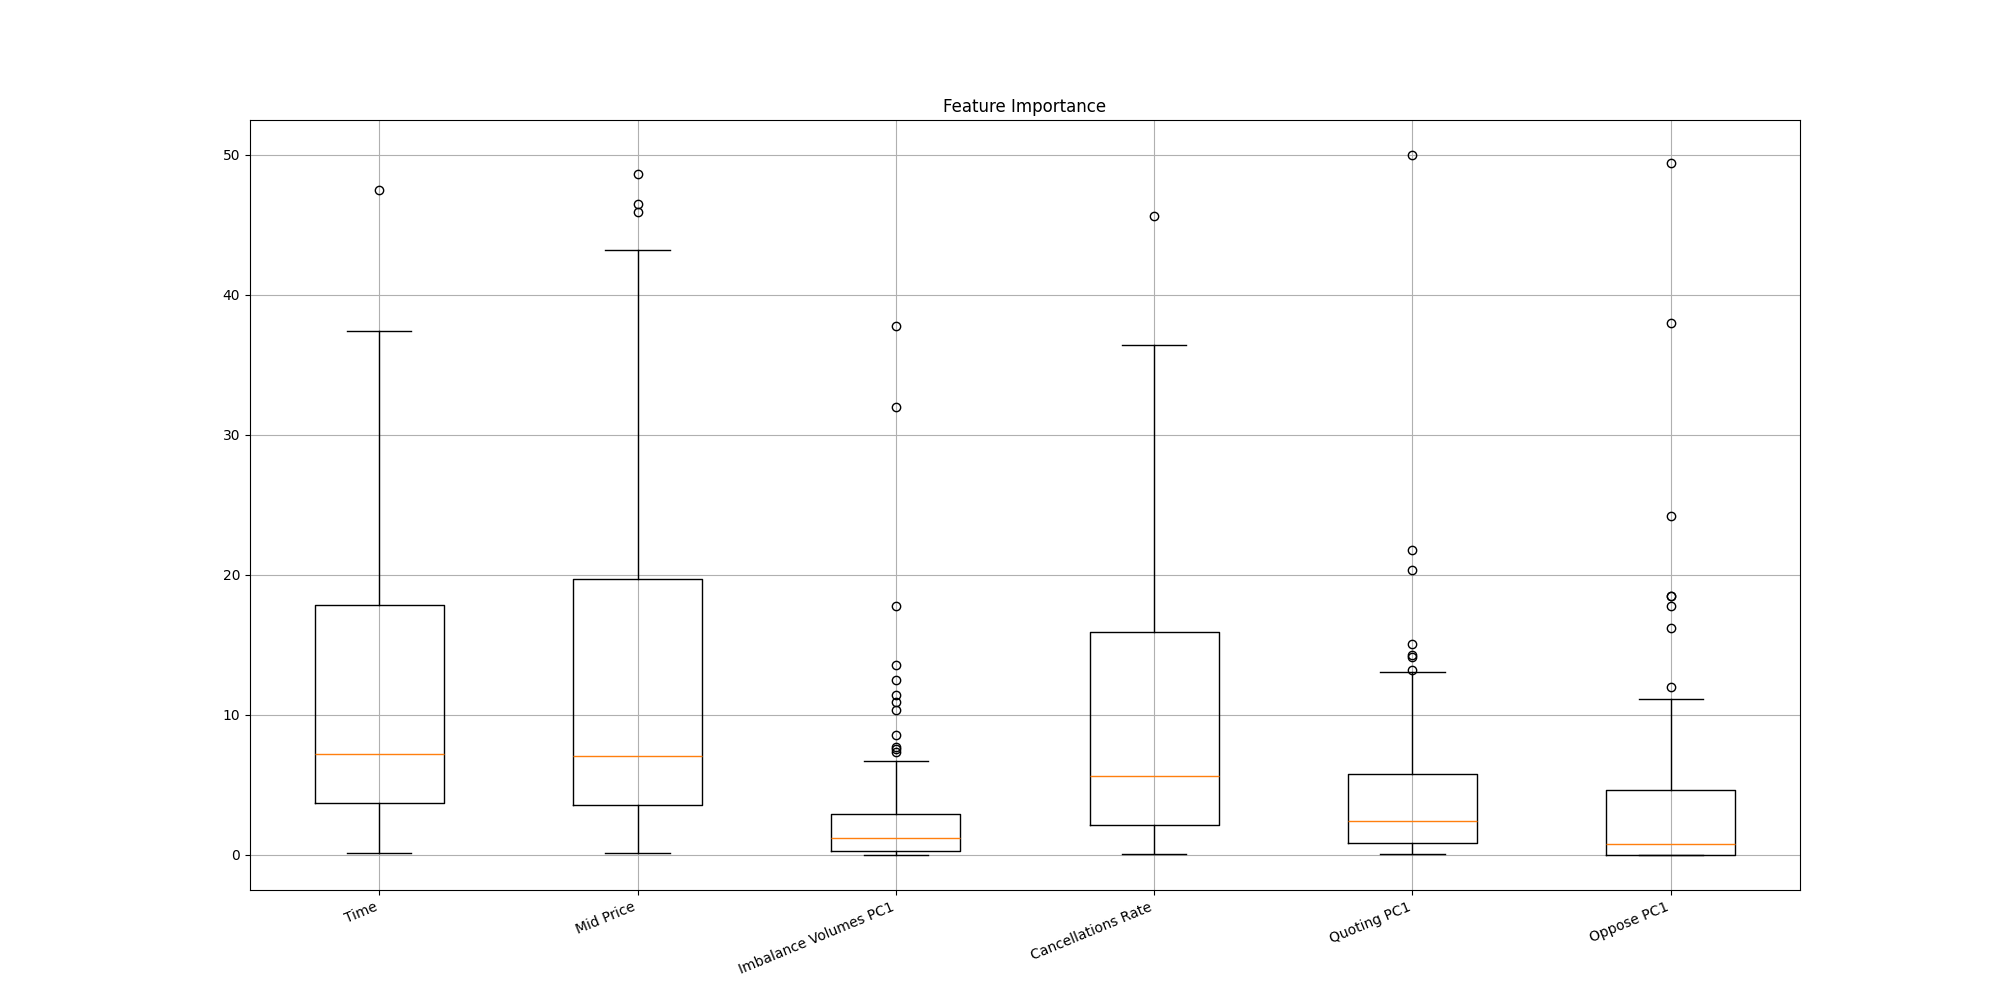 Feature Importance
50
40
30
20
10
0
Time
Mid Price
Imbalance Volumes PC1
Cancellations Rate
Quoting PC1
Oppose PC1